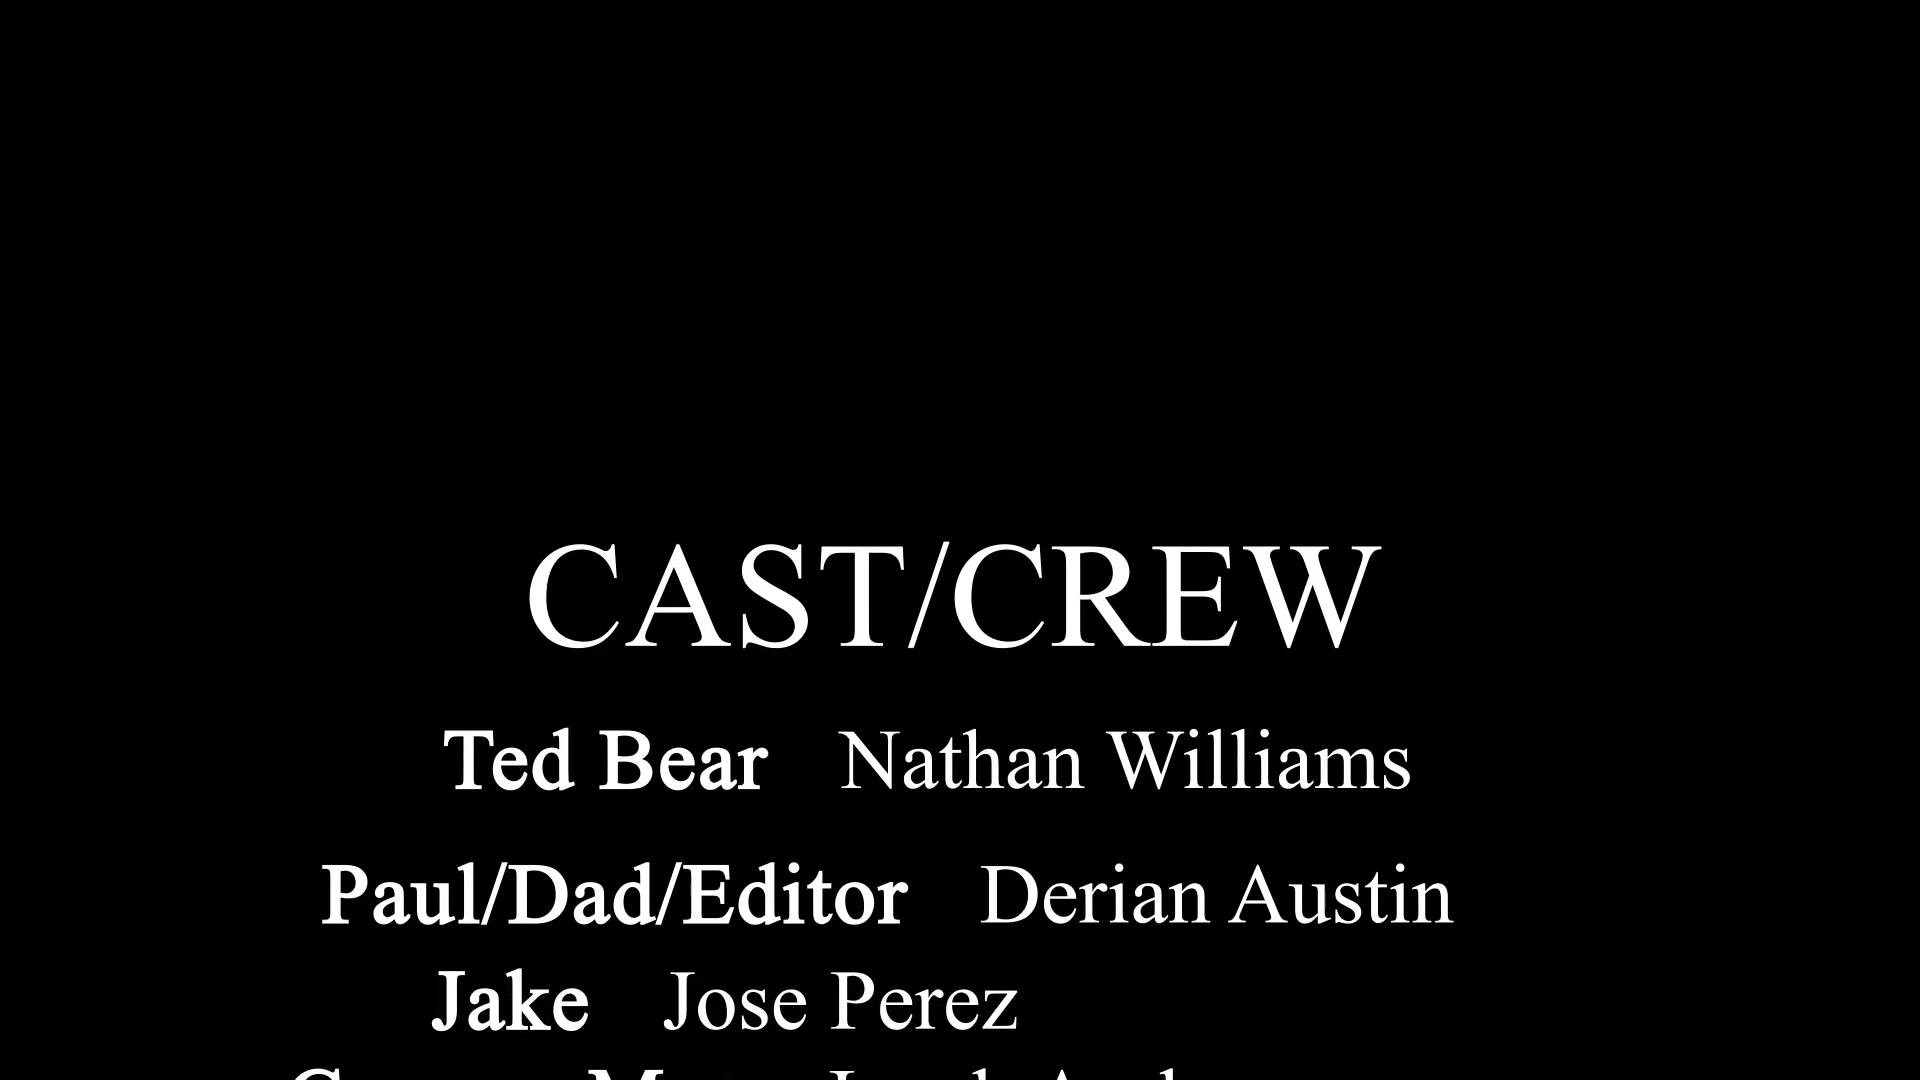 CAST/CREW
Ted Bear Nathan Williams
Paul/Dad/Editor Derian Austin
Jake Jose Perez